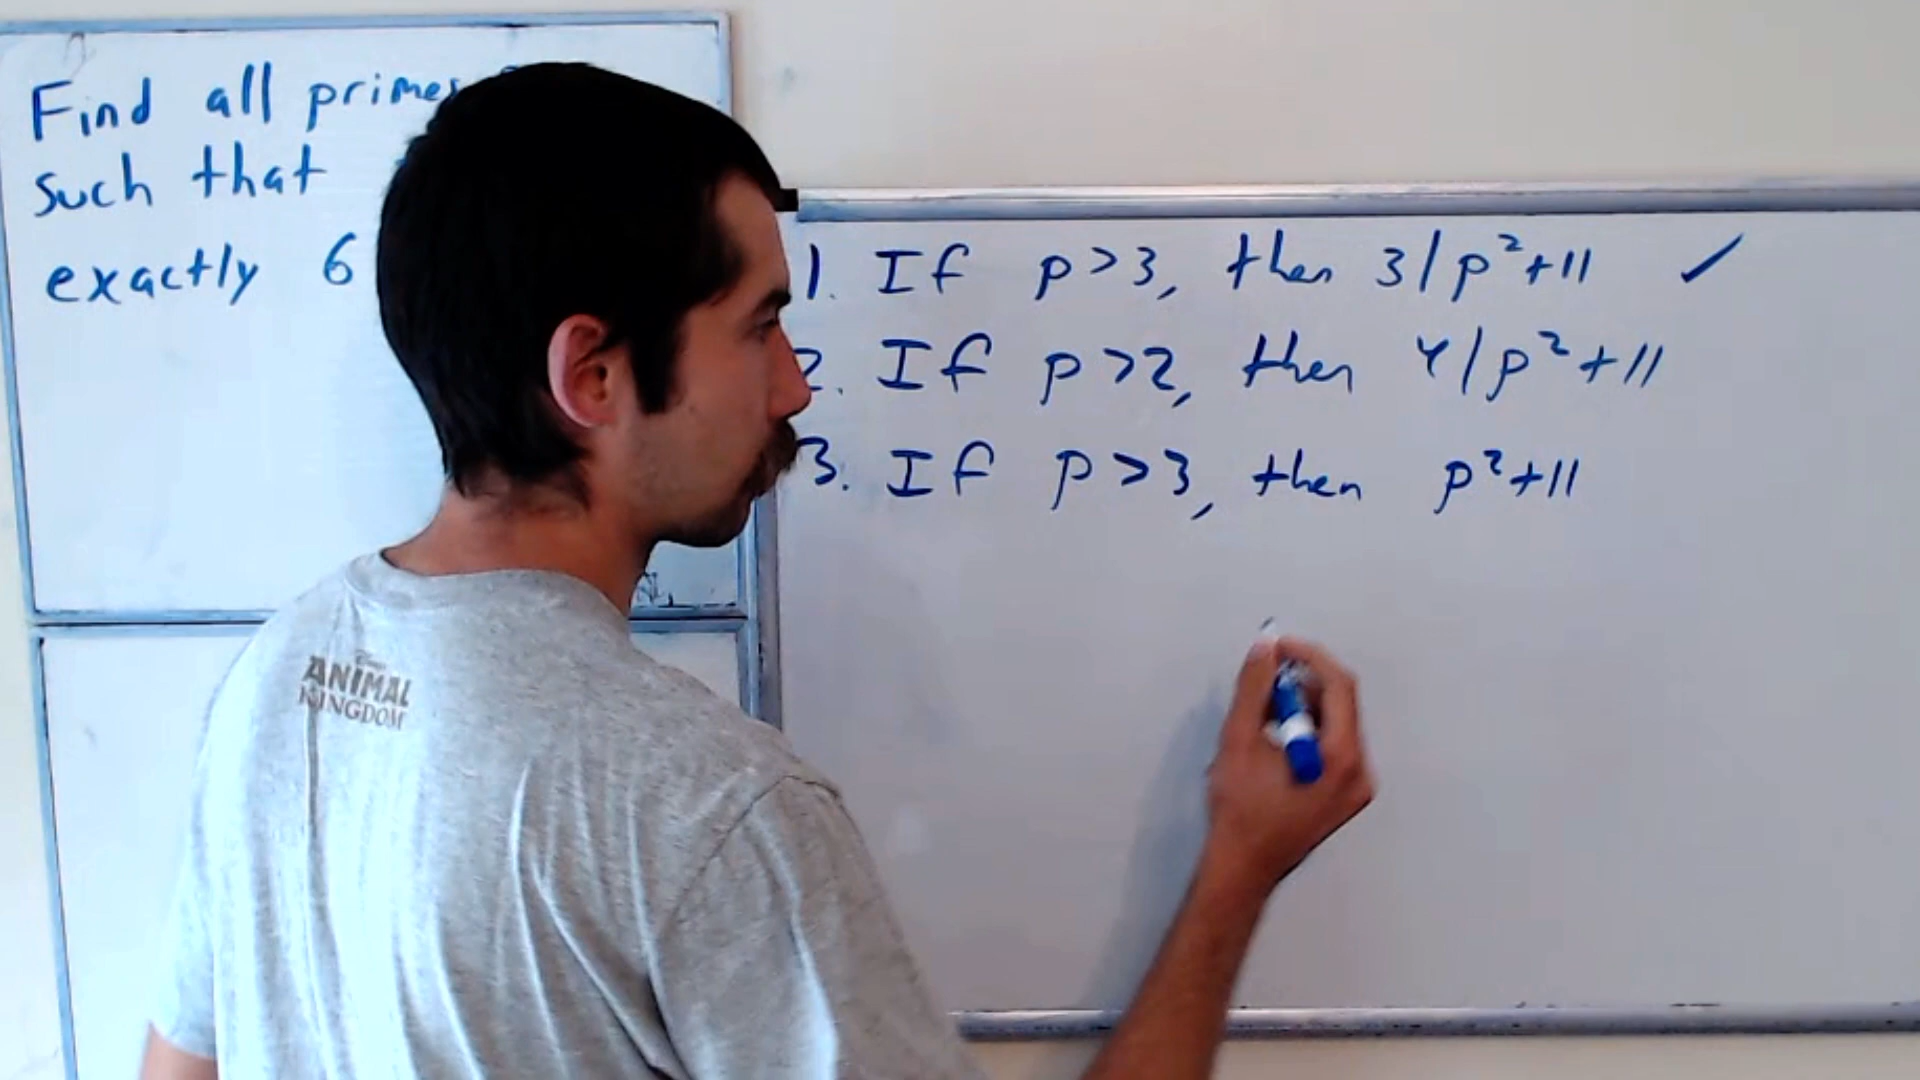 Find all primes
such that
exactly 6
1. If p>3, then 3/p²+11 ✓
2. If p>2, then 4/p²+11
3. If p>3, then p²+11
Disney
ANIMAL
KINGDOM